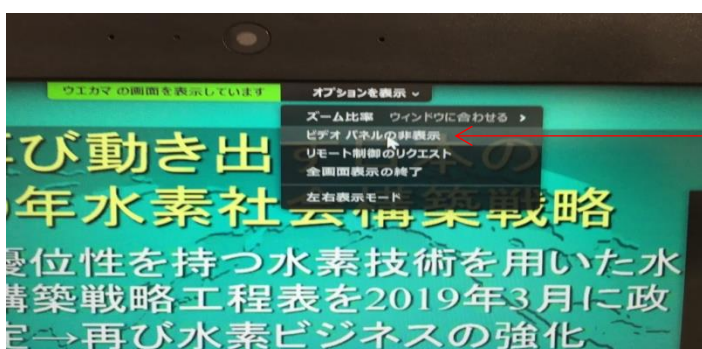 ウエカマ の画面を表示しています
オプションを表示
ズーム比率 ウィンドウに合わせる
ビデオ パネルの非表示
リモート制御のリクエスト
全画面表示の終了
左右表示モード
び動き出 の
年水素社会構築戦略
優位性を持つ水素技術を用いた水
構築戦略工程表を2019年3月に政
定→再び水素ビジネスの強化